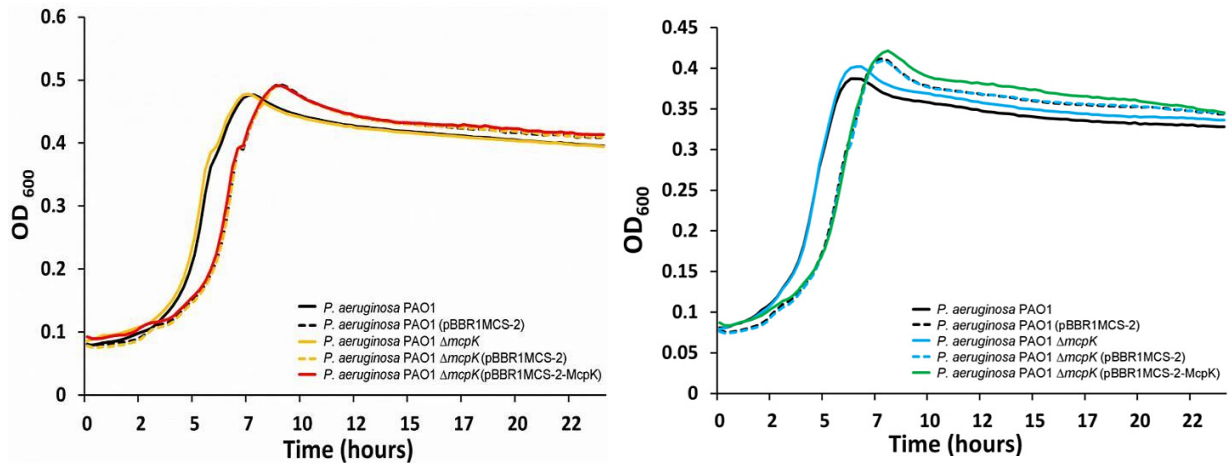 0.6
0.5
0.4
0.3
0.2
0.1
0
OD 600
0 2 5 7 10 12 15 17 20 22
Time (hours)
P. aeruginosa PAO1
P. aeruginosa PAO1 (pBBR1MCS-2)
P. aeruginosa PAO1 ΔmcpK
P. aeruginosa PAO1 ΔmcpK (pBBR1MCS-2)
P. aeruginosa PAO1 ΔmcpK (pBBR1MCS-2-McpK)
0.45
0.4
0.35
0.3
0.25
0.2
0.15
0.1
0.05
0
OD600
0 2 5 7 10 12 15 17 20 22
Time (hours)
P. aeruginosa PAO1
P. aeruginosa PAO1 (pBBR1MCS-2)
P. aeruginosa PAO1 ΔmcpK
P. aeruginosa PAO1 ΔmcpK (pBBR1MCS-2)
P. aeruginosa PAO1 ΔmcpK (pBBR1MCS-2-McpK)